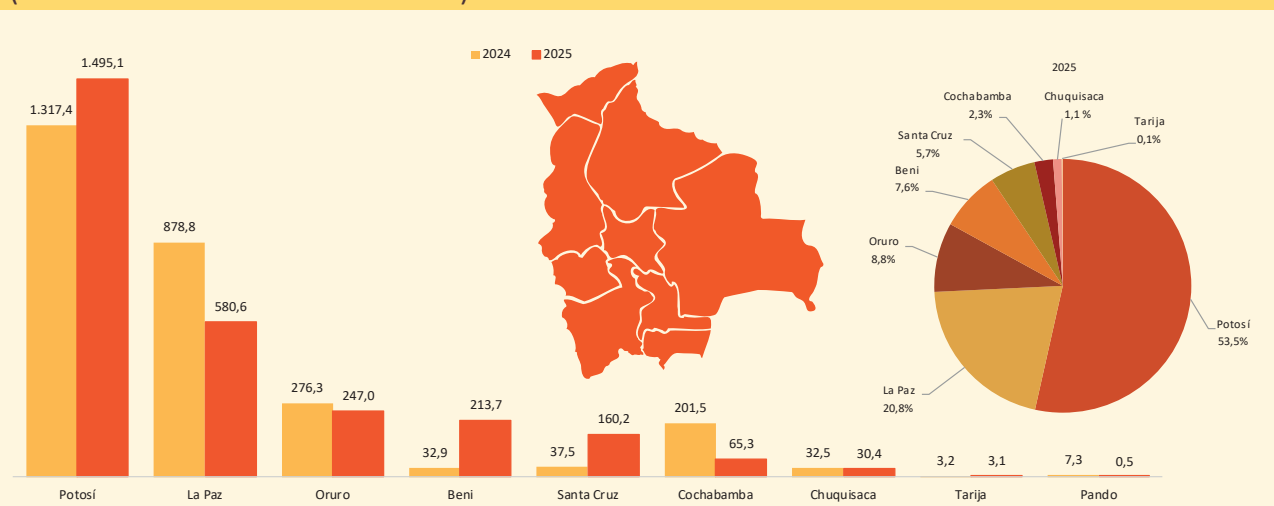 2024 2025
1.317,4 1.495,1
878,8 580,6
276,3 247,0
32,9 213,7
37,5 160,2
201,5 65,3
32,5 30,4
3,2 3,1
7,3 0,5
Potosí La Paz Oruro Beni Santa Cruz Cochabamba Chuquisaca Tarija Pando
2025
Cochabamba
2,3%
Chuquisaca
1,1 %
Tarija
0,1%
Santa Cruz
5,7%
Beni
7,6%
Oruro
8,8%
La Paz
20,8%
Potosí
53,5%